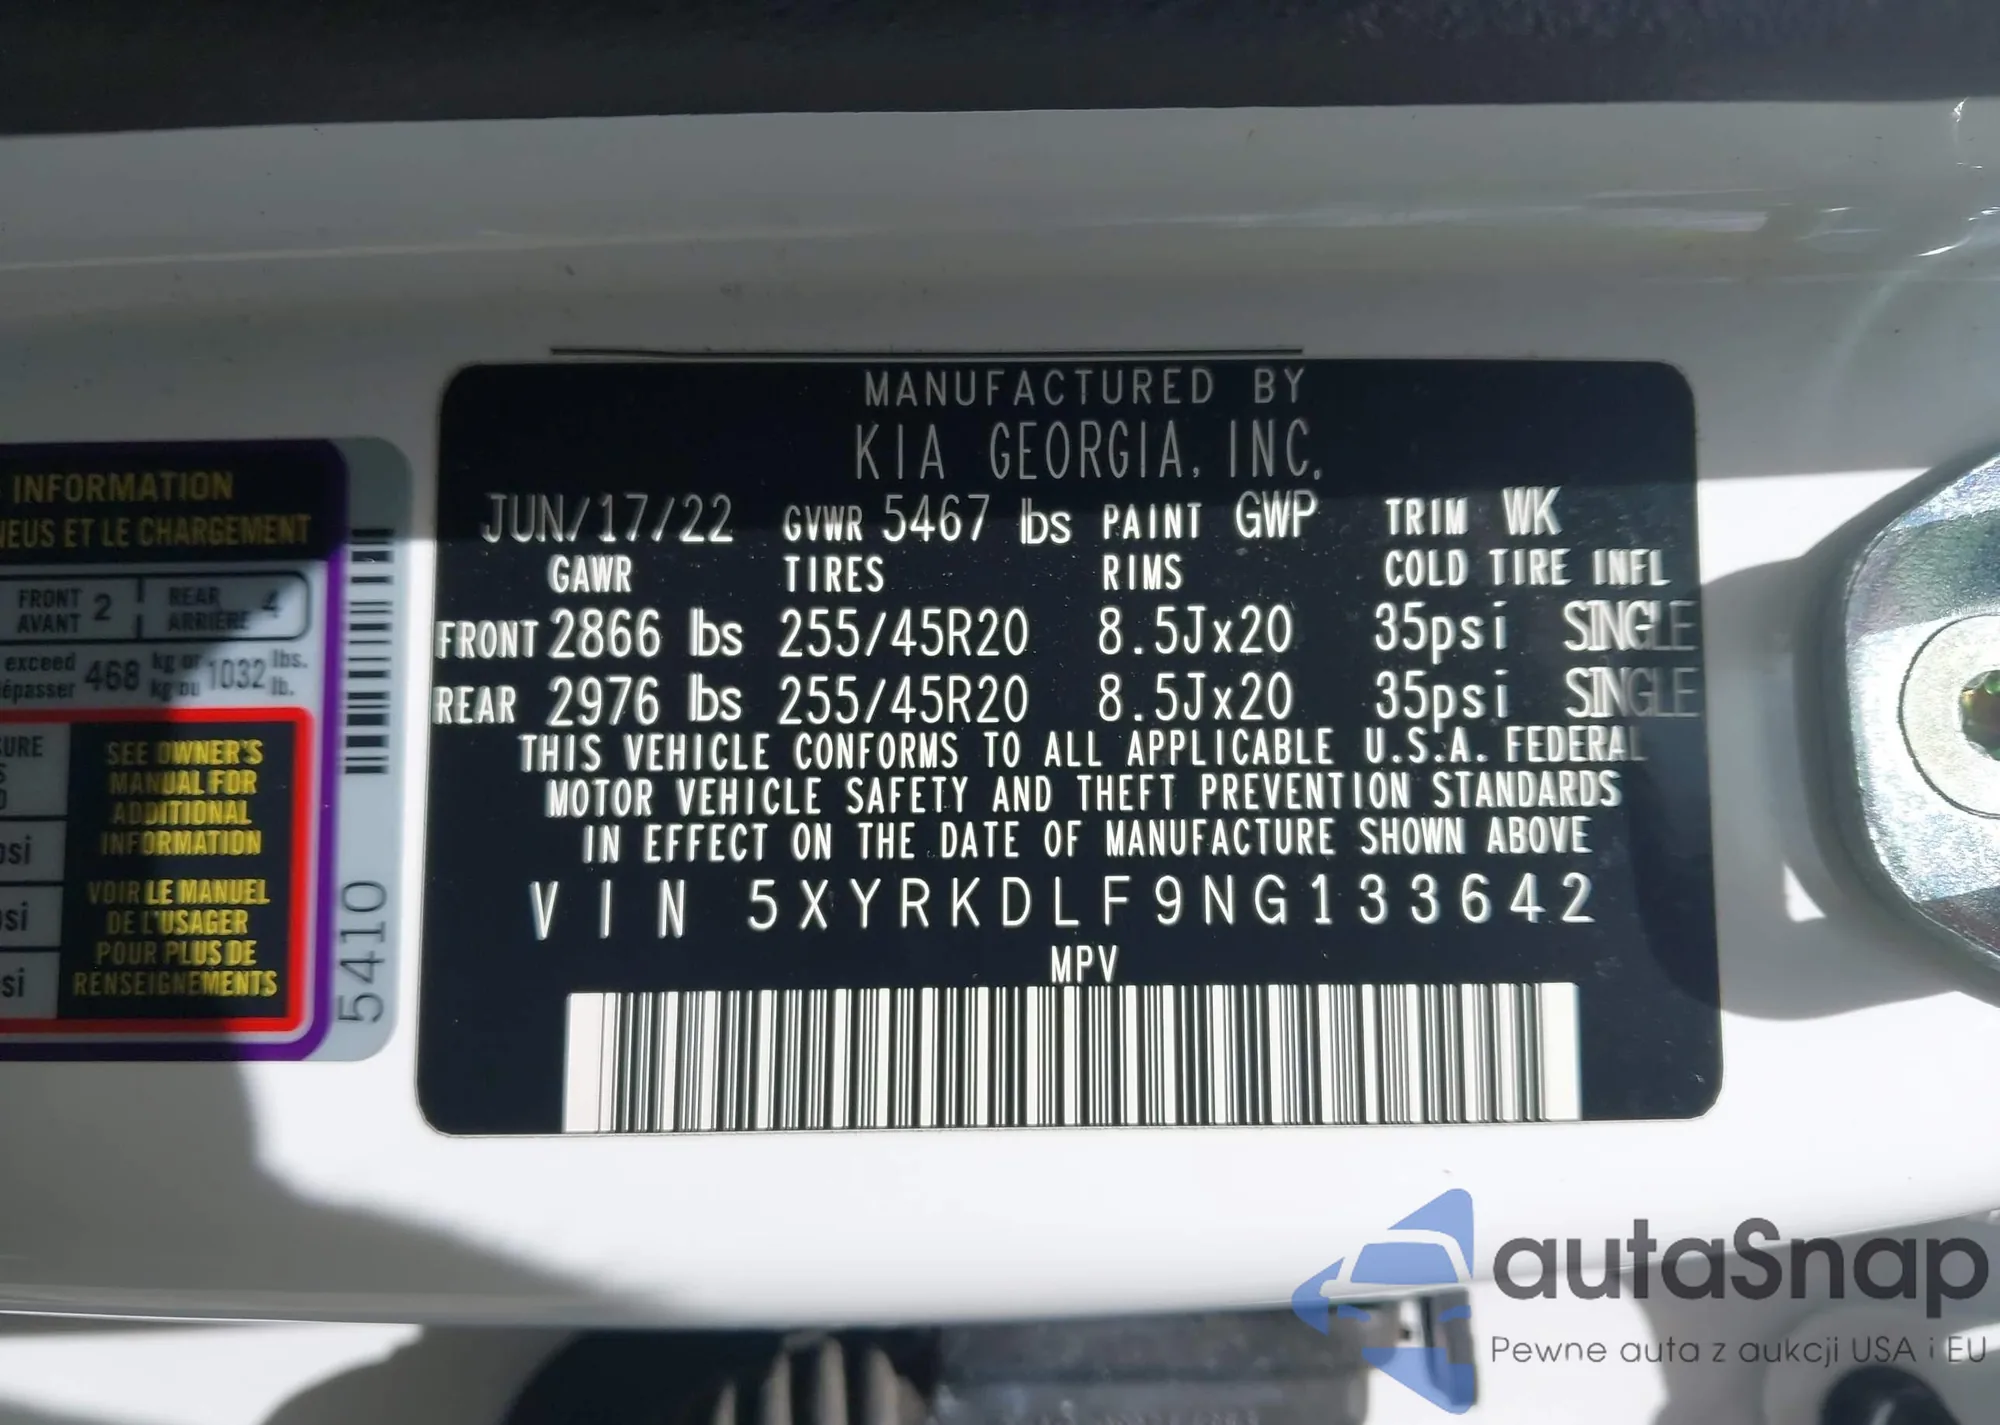 MANUFACTURED BY
KIA GEORGIA, INC.
JUN/17/22 GVWR 5467 lbs PAINT GWP TRIM WK
GAWR TIRES RIMS COLD TIRE INFL
FRONT 2866 lbs 255/45R20 8.5Jx20 35psi SINGLE
REAR 2976 lbs 255/45R20 8.5Jx20 35psi SINGLE
THIS VEHICLE CONFORMS TO ALL APPLICABLE U.S.A. FEDERAL
MOTOR VEHICLE SAFETY AND THEFT PREVENTION STANDARDS
IN EFFECT ON THE DATE OF MANUFACTURE SHOWN ABOVE
VIN 5XYRKDLF9NG133642
MPV
INFORMATION
NEUS ET LE CHARGEMENT
FRONT 2 REAR 4
AVANT ARRIÈRE
exceed 468 kg or 1032 lbs.
dépasser kg ou lb.
SEE OWNER'S
MANUAL FOR
ADDITIONAL
INFORMATION
VOIR LE MANUEL
DE L'USAGER
POUR PLUS DE
RENSEIGNEMENTS
5410
autaSnap
Pewne auta z aukcji USA i EU